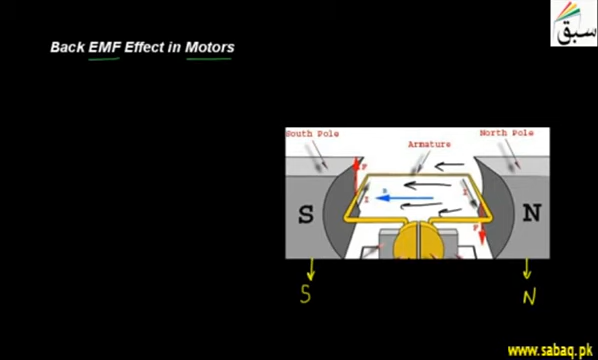 سبق
Back EMF Effect in Motors
South Pole
North Pole
Armature
F
I
B
I
S
N
F
S
N
www.sabaq.pk